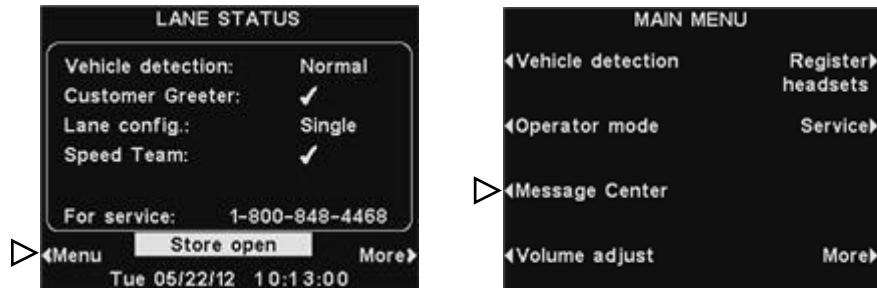 LANE STATUS
Vehicle detection: Normal
Customer Greeter: ✓
Lane config.: Single
Speed Team: ✓
For service: 1-800-848-4468
Store open
Menu More
Tue 05/22/12 10:13:00
MAIN MENU
Vehicle detection Register
headsets
Operator mode Service
Message Center
Volume adjust More